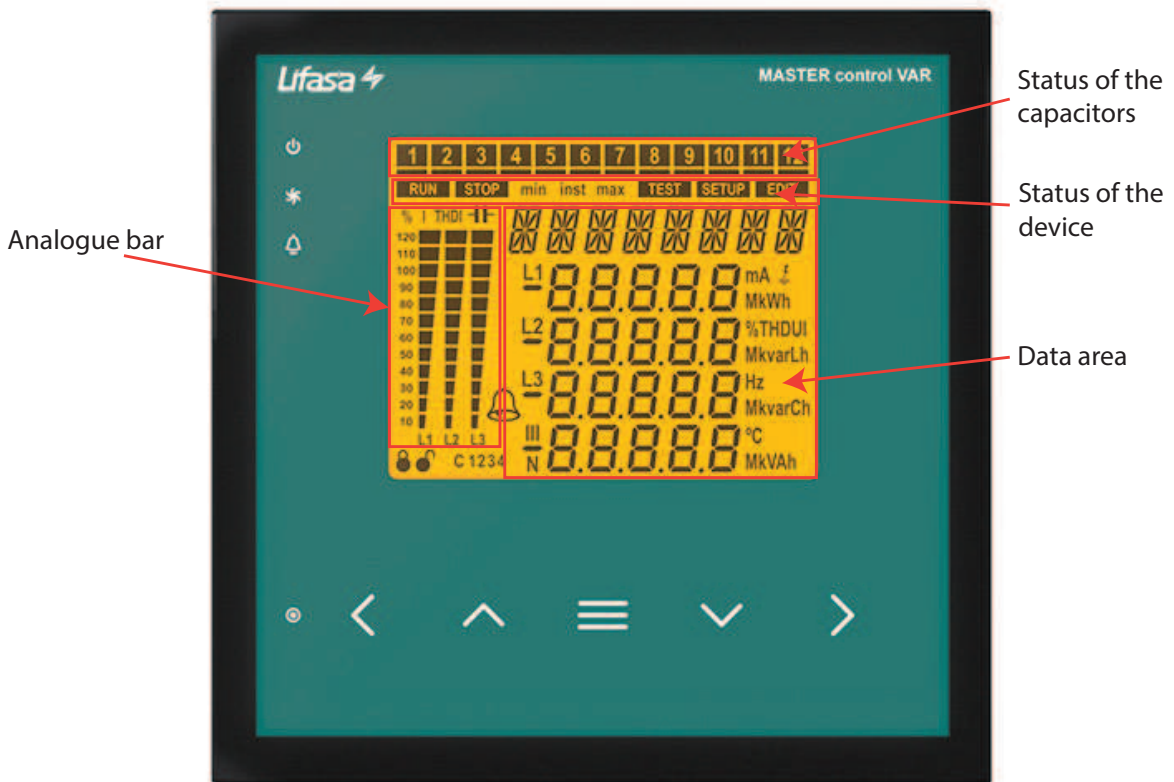 Lifasa
MASTER control VAR
Status of the
capacitors
1 2 3 4 5 6 7 8 9 10 11 12
RUN STOP min inst max TEST SETUP EDIT
Status of the
device
Analogue bar
% I THDI
120
110
100
90
80
70
60
50
40
30
20
10
L1 L2 L3
C 1234
L1 8.8.8.8.8 mA
MkWh
L2 8.8.8.8.8 %THDUI
MkvarLh
L3 8.8.8.8.8 Hz
MkvarCh
III 8.8.8.8.8 ºC
N MkVAh
Data area